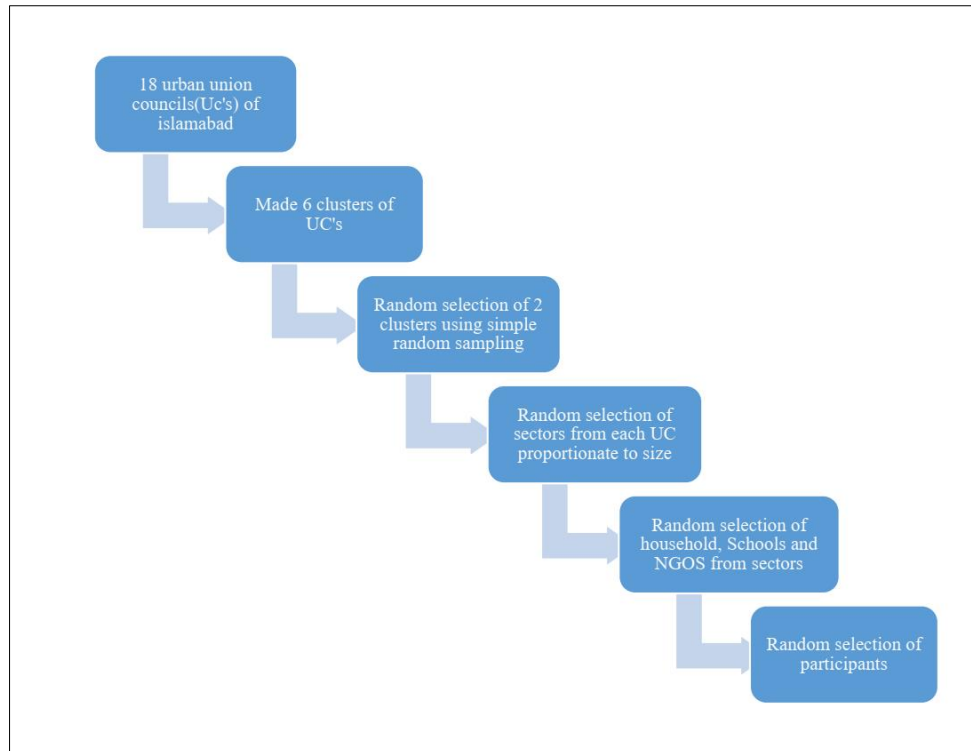 18 urban union
councils(Uc's) of
islamabad
Made 6 clusters of
UC's
Random selection of 2
clusters using simple
random sampling
Random selection of
sectors from each UC
proportionate to size
Random selection of
household, Schools and
NGOS from sectors
Random selection of
participants